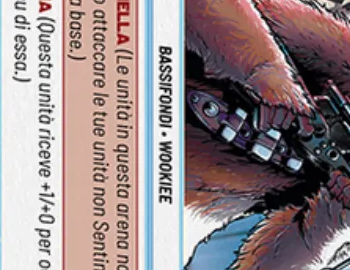 BASSIFONDI • WOOKIEE
ELLA (Le unità in questa arena no
attaccare le tue unità non Sentin
a base.)
A (Questa unità riceve +1/+0 per o
u di essa.)